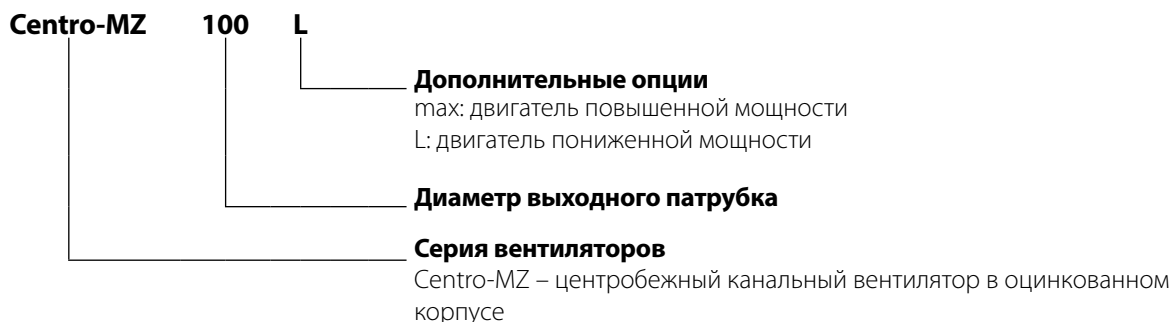 Centro-MZ 100 L
Дополнительные опции
max: двигатель повышенной мощности
L: двигатель пониженной мощности
Диаметр выходного патрубка
Серия вентиляторов
Centro-MZ – центробежный канальный вентилятор в оцинкованном
корпусе